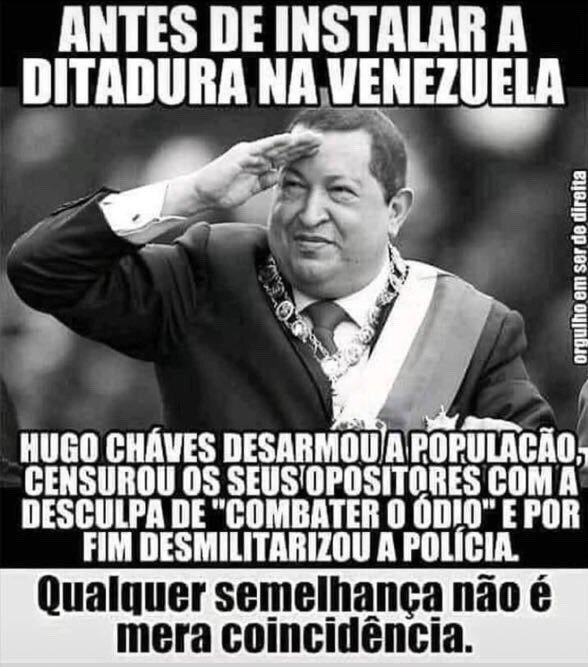 ANTES DE INSTALAR A
DITADURA NA VENEZUELA
orgulho em ser de direita
HUGO CHÁVES DESARMOU A POPULAÇÃO,
CENSUROU OS SEUS OPOSITORES COM A
DESCULPA DE "COMBATER O ÓDIO" E POR
FIM DESMILITARIZOU A POLÍCIA.
Qualquer semelhança não é
mera coincidência.